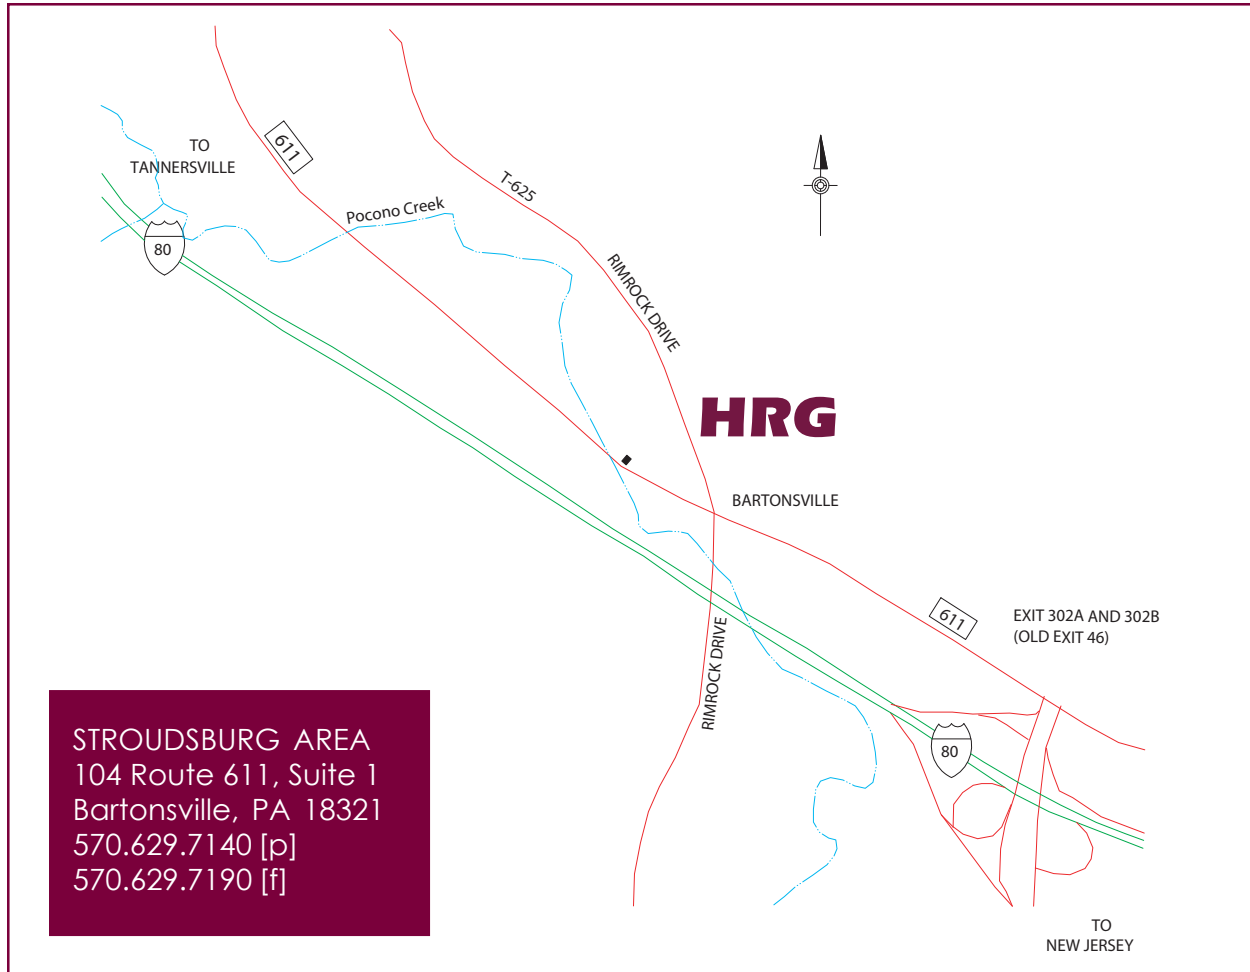 TO
TANNERSVILLE
611
T-625
Pocono Creek
80
RIMROCK DRIVE
HRG
BARTONSVILLE
611
EXIT 302A AND 302B
(OLD EXIT 46)
RIMROCK DRIVE
80
STROUDSBURG AREA
104 Route 611, Suite 1
Bartonsville, PA 18321
570.629.7140 [p]
570.629.7190 [f]
TO
NEW JERSEY